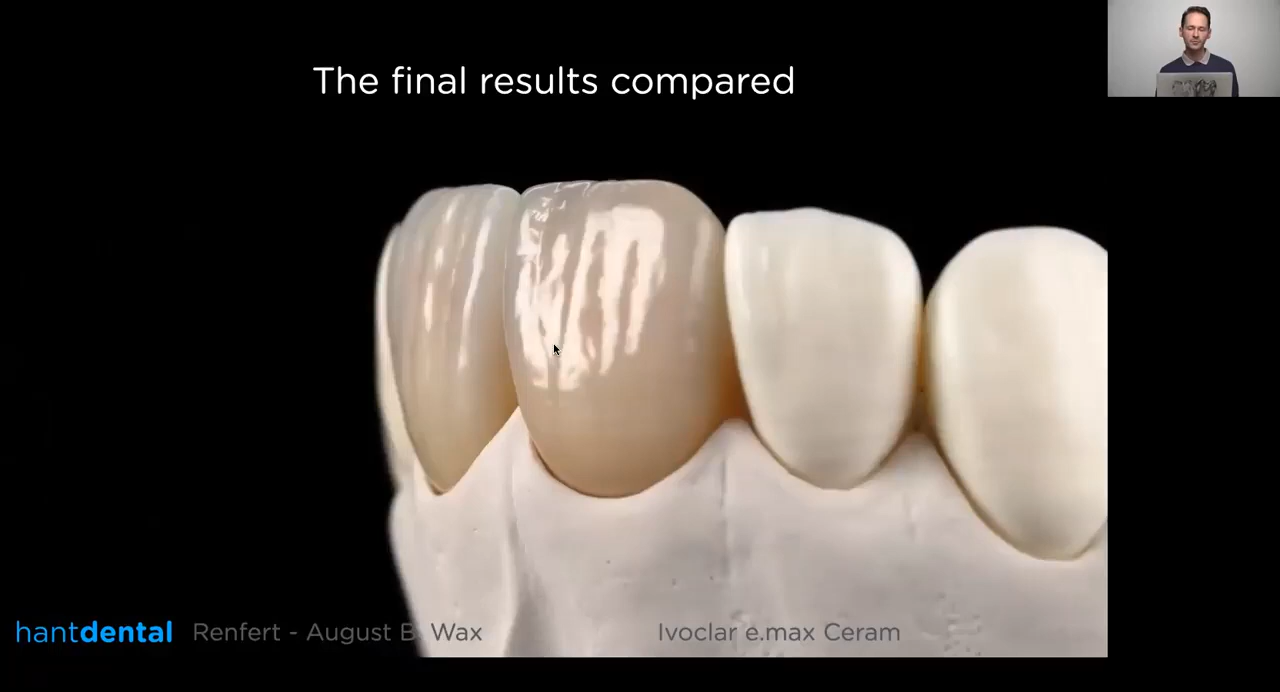 The final results compared
hantdental Renfert - August B. Wax
Ivoclar e.max Ceram